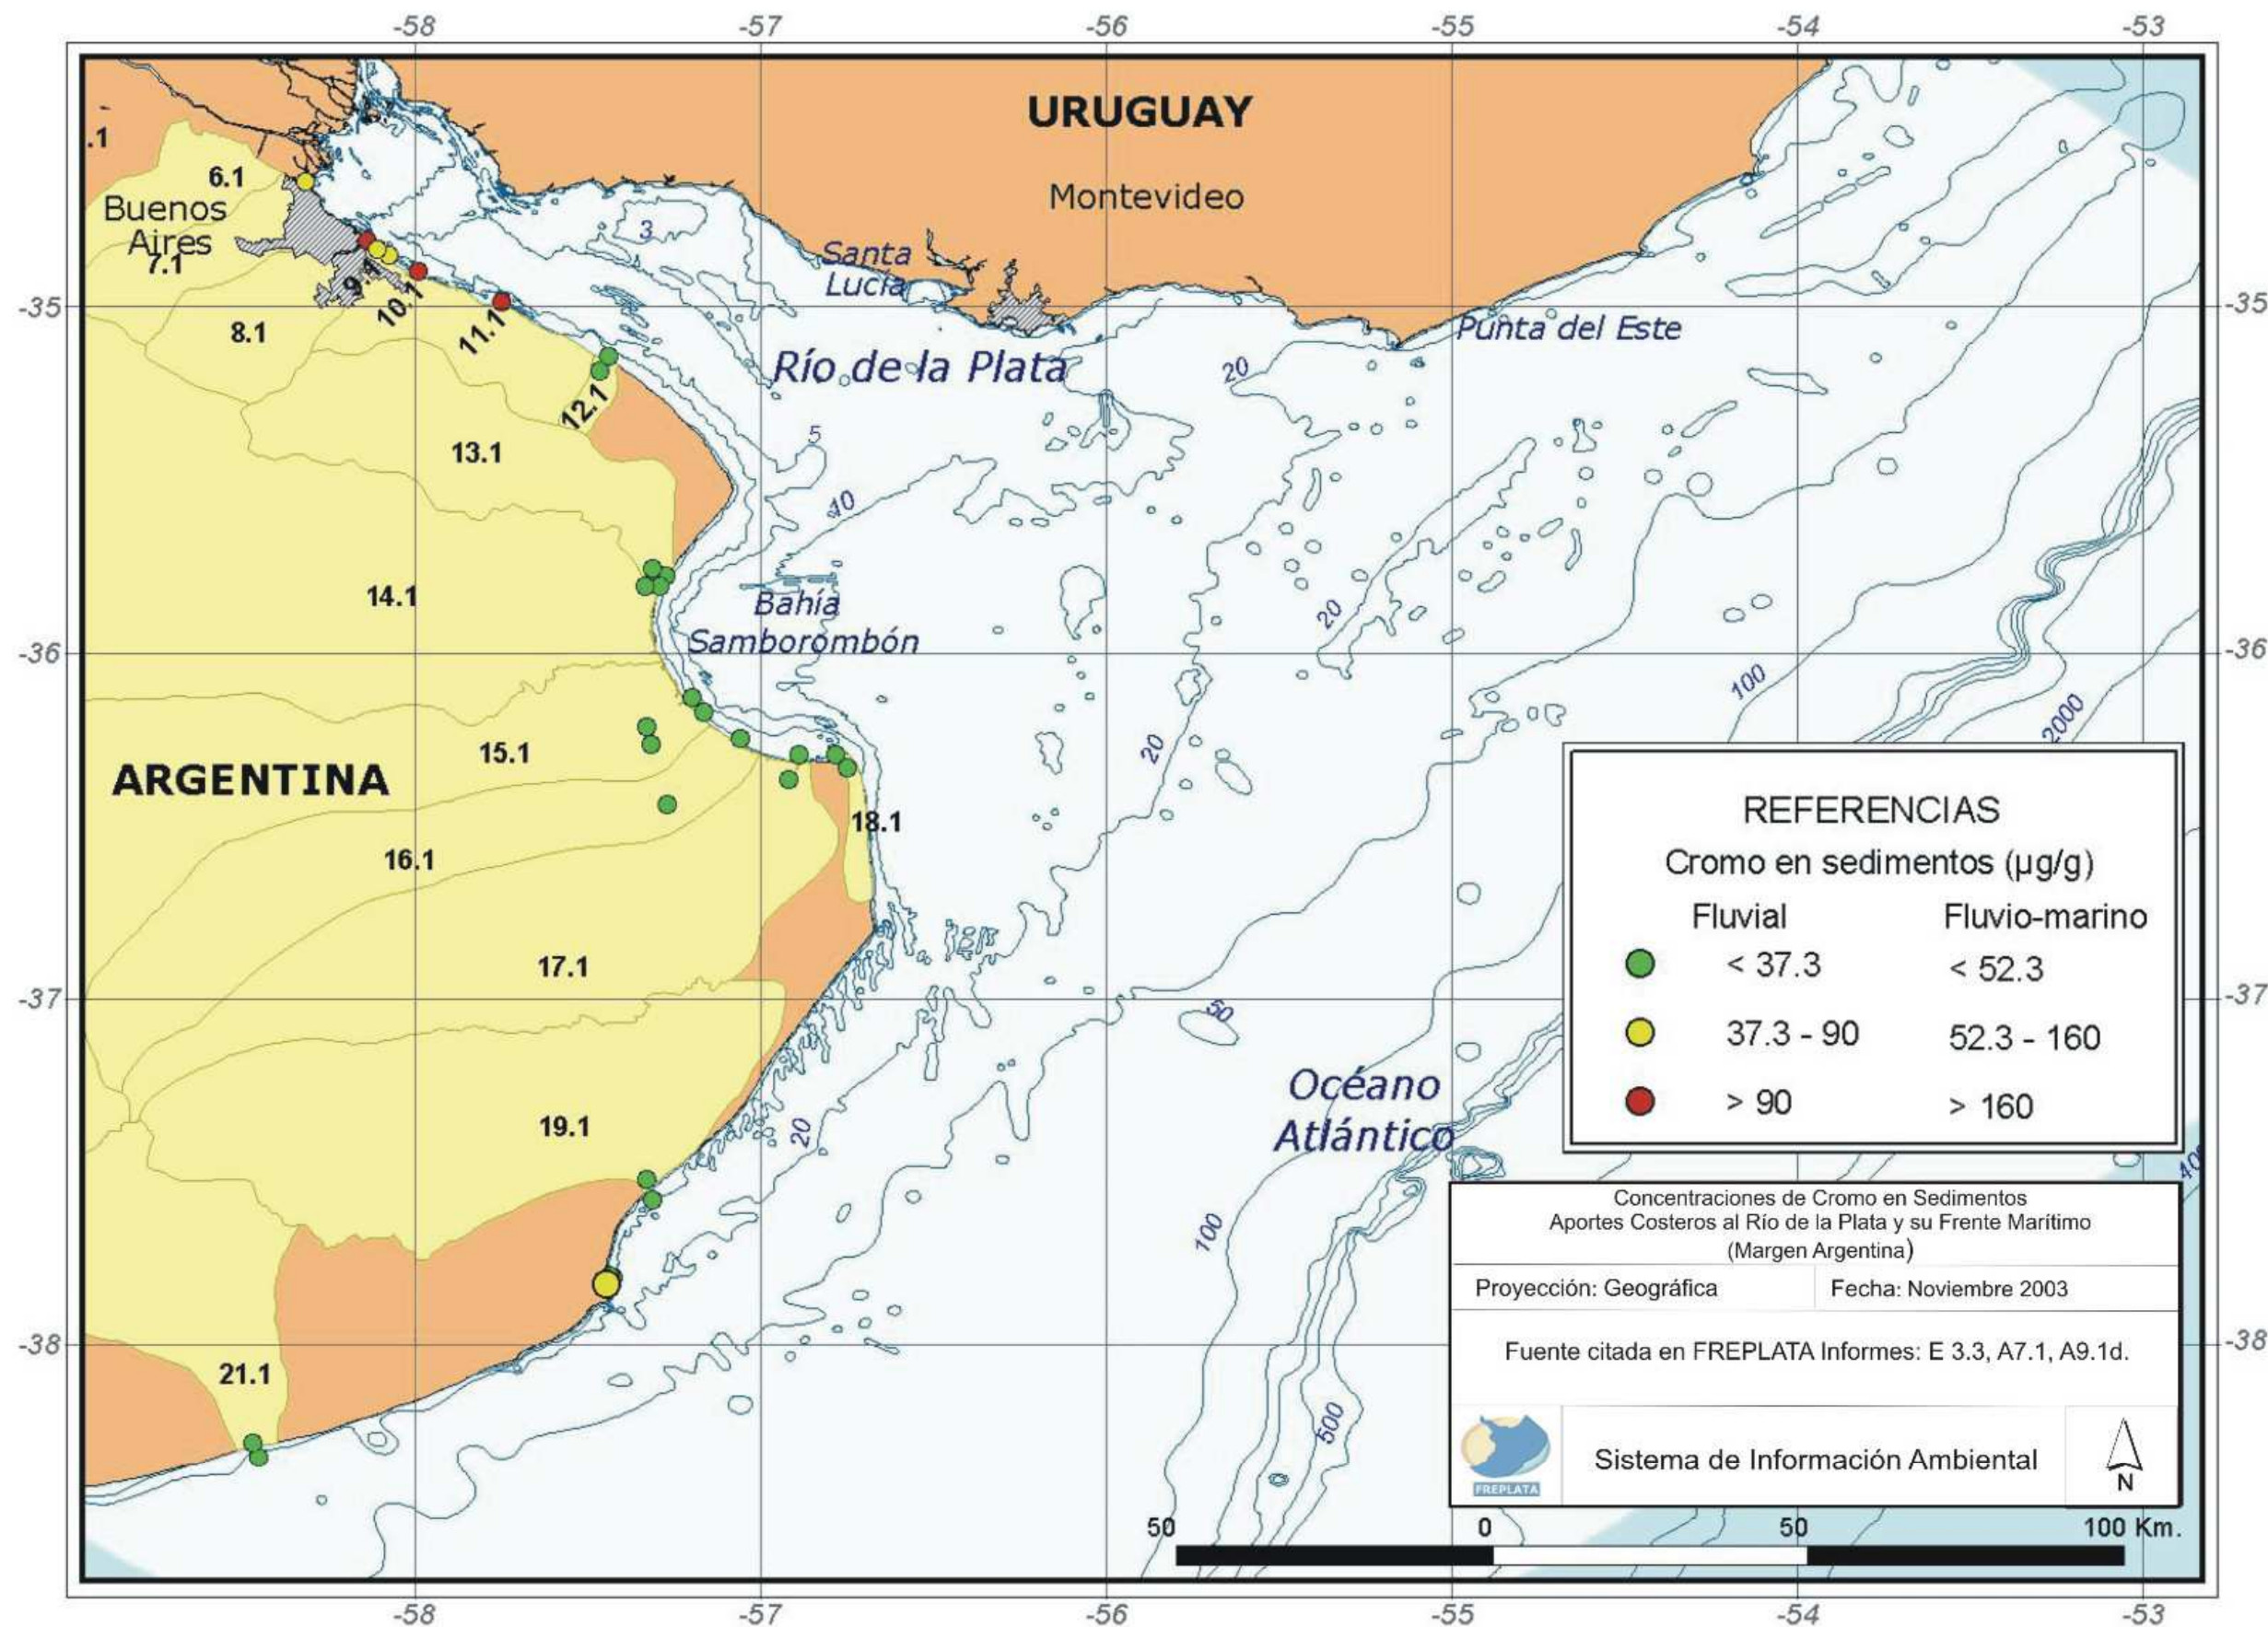 -58 -57 -56 -55 -54 -53
URUGUAY
.1
6.1
Montevideo
Buenos
Aires
3
7.1
Santa
Lucía
9.1
10.1
-35
-35
8.1
11.1
Punta del Este
Río de la Plata
20
12.1
5
13.1
10
14.1
Bahía
Samborombón
20
-36
-36
100
2000
15.1
20
ARGENTINA
18.1
16.1
17.1
-37
-37
50
Océano
Atlántico
19.1
20
100
400
REFERENCIAS
Cromo en sedimentos (µg/g)
Fluvial Fluvio-marino
< 37.3 < 52.3
37.3 - 90 52.3 - 160
> 90 > 160
Concentraciones de Cromo en Sedimentos
Aportes Costeros al Río de la Plata y su Frente Marítimo
(Margen Argentina)
Proyección: Geográfica Fecha: Noviembre 2003
-38
-38
Fuente citada en FREPLATA Informes: E 3.3, A7.1, A9.1d.
21.1
500
FREPLATA
Sistema de Información Ambiental
N
50 0 50 100 Km.
-58 -57 -56 -55 -54 -53